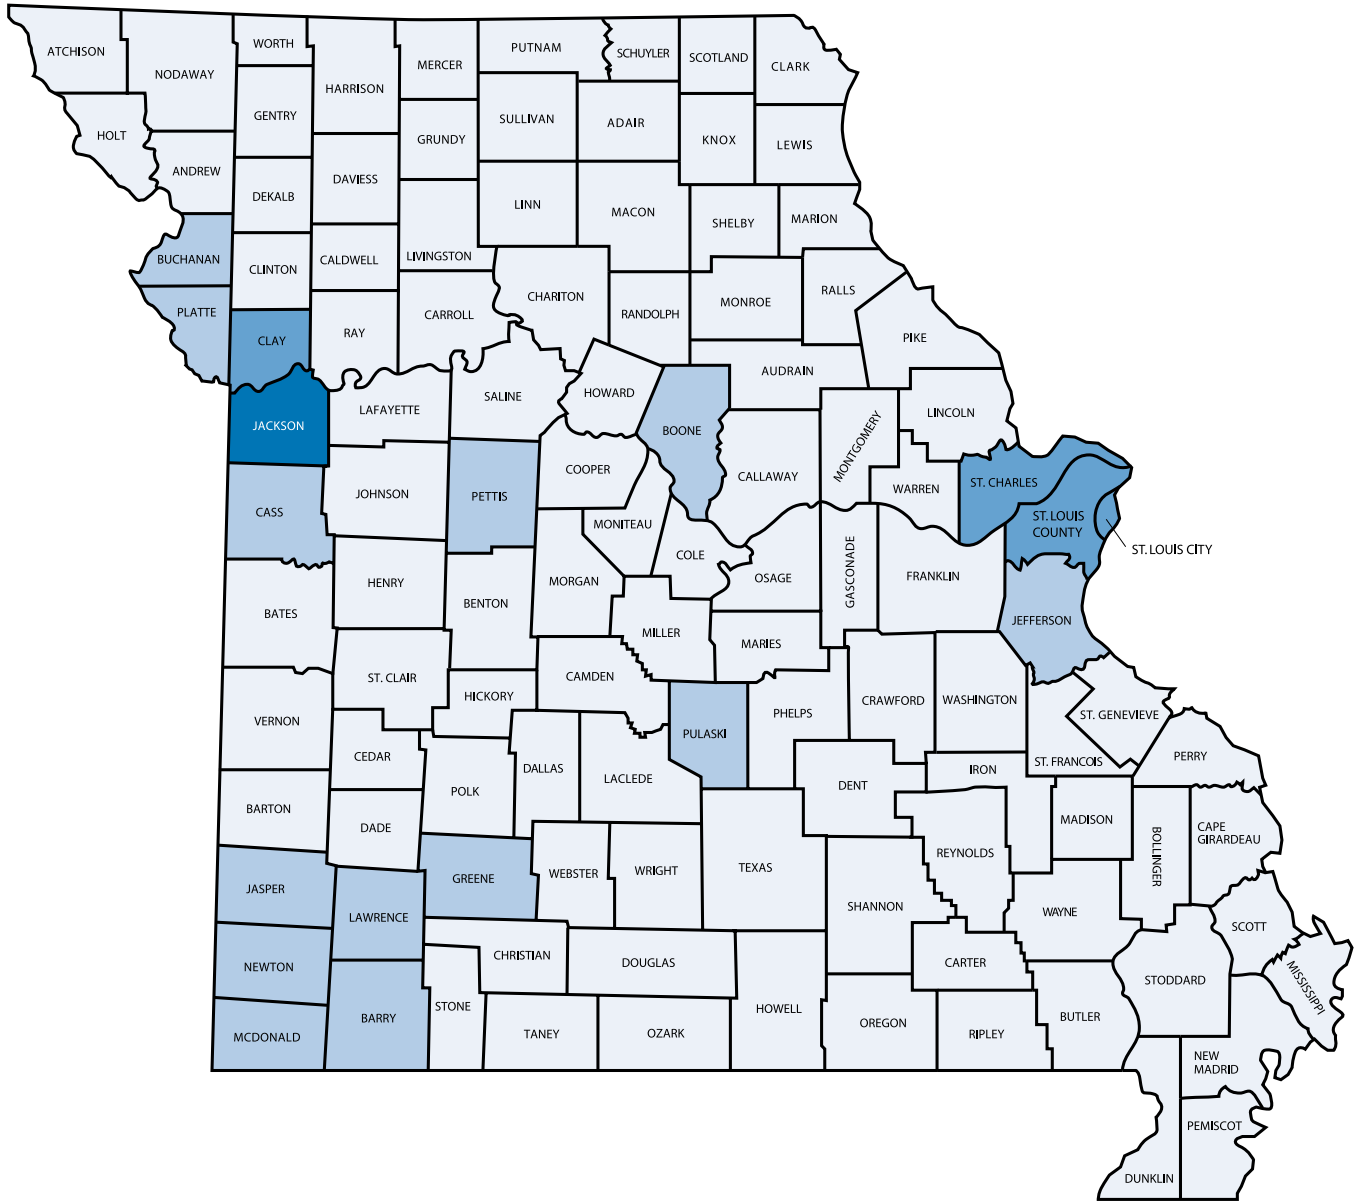 ATCHISON
NODAWAY
WORTH
HARRISON
MERCER
PUTNAM
SCHUYLER
SCOTLAND
CLARK
HOLT
GENTRY
GRUNDY
SULLIVAN
ADAIR
KNOX
LEWIS
ANDREW
DEKALB
DAVIESS
LINN
MACON
SHELBY
MARION
BUCHANAN
CLINTON
CALDWELL
LIVINGSTON
CHARITON
RANDOLPH
MONROE
RALLS
PLATTE
CLAY
RAY
CARROLL
PIKE
AUDRAIN
JACKSON
LAFAYETTE
SALINE
HOWARD
BOONE
MONTGOMERY
LINCOLN
CASS
JOHNSON
PETTIS
COOPER
CALLAWAY
WARREN
ST. CHARLES
ST. LOUIS
COUNTY
ST. LOUIS CITY
MONITEAU
COLE
OSAGE
GASCONADE
FRANKLIN
BATES
HENRY
BENTON
MORGAN
MILLER
MARIES
JEFFERSON
ST. CLAIR
HICKORY
CAMDEN
VERNON
PULASKI
PHELPS
CRAWFORD
WASHINGTON
ST. GENEVIEVE
CEDAR
DALLAS
LACLEDE
DENT
IRON
ST. FRANCOIS
PERRY
BARTON
DADE
POLK
MADISON
BOLLINGER
CAPE
GIRARDEAU
JASPER
LAWRENCE
GREENE
WEBSTER
WRIGHT
TEXAS
REYNOLDS
SHANNON
WAYNE
SCOTT
NEWTON
CHRISTIAN
DOUGLAS
CARTER
STODDARD
MISSISSIPPI
MCDONALD
BARRY
STONE
TANEY
OZARK
HOWELL
OREGON
RIPLEY
BUTLER
NEW
MADRID
PEMISCOT
DUNKLIN